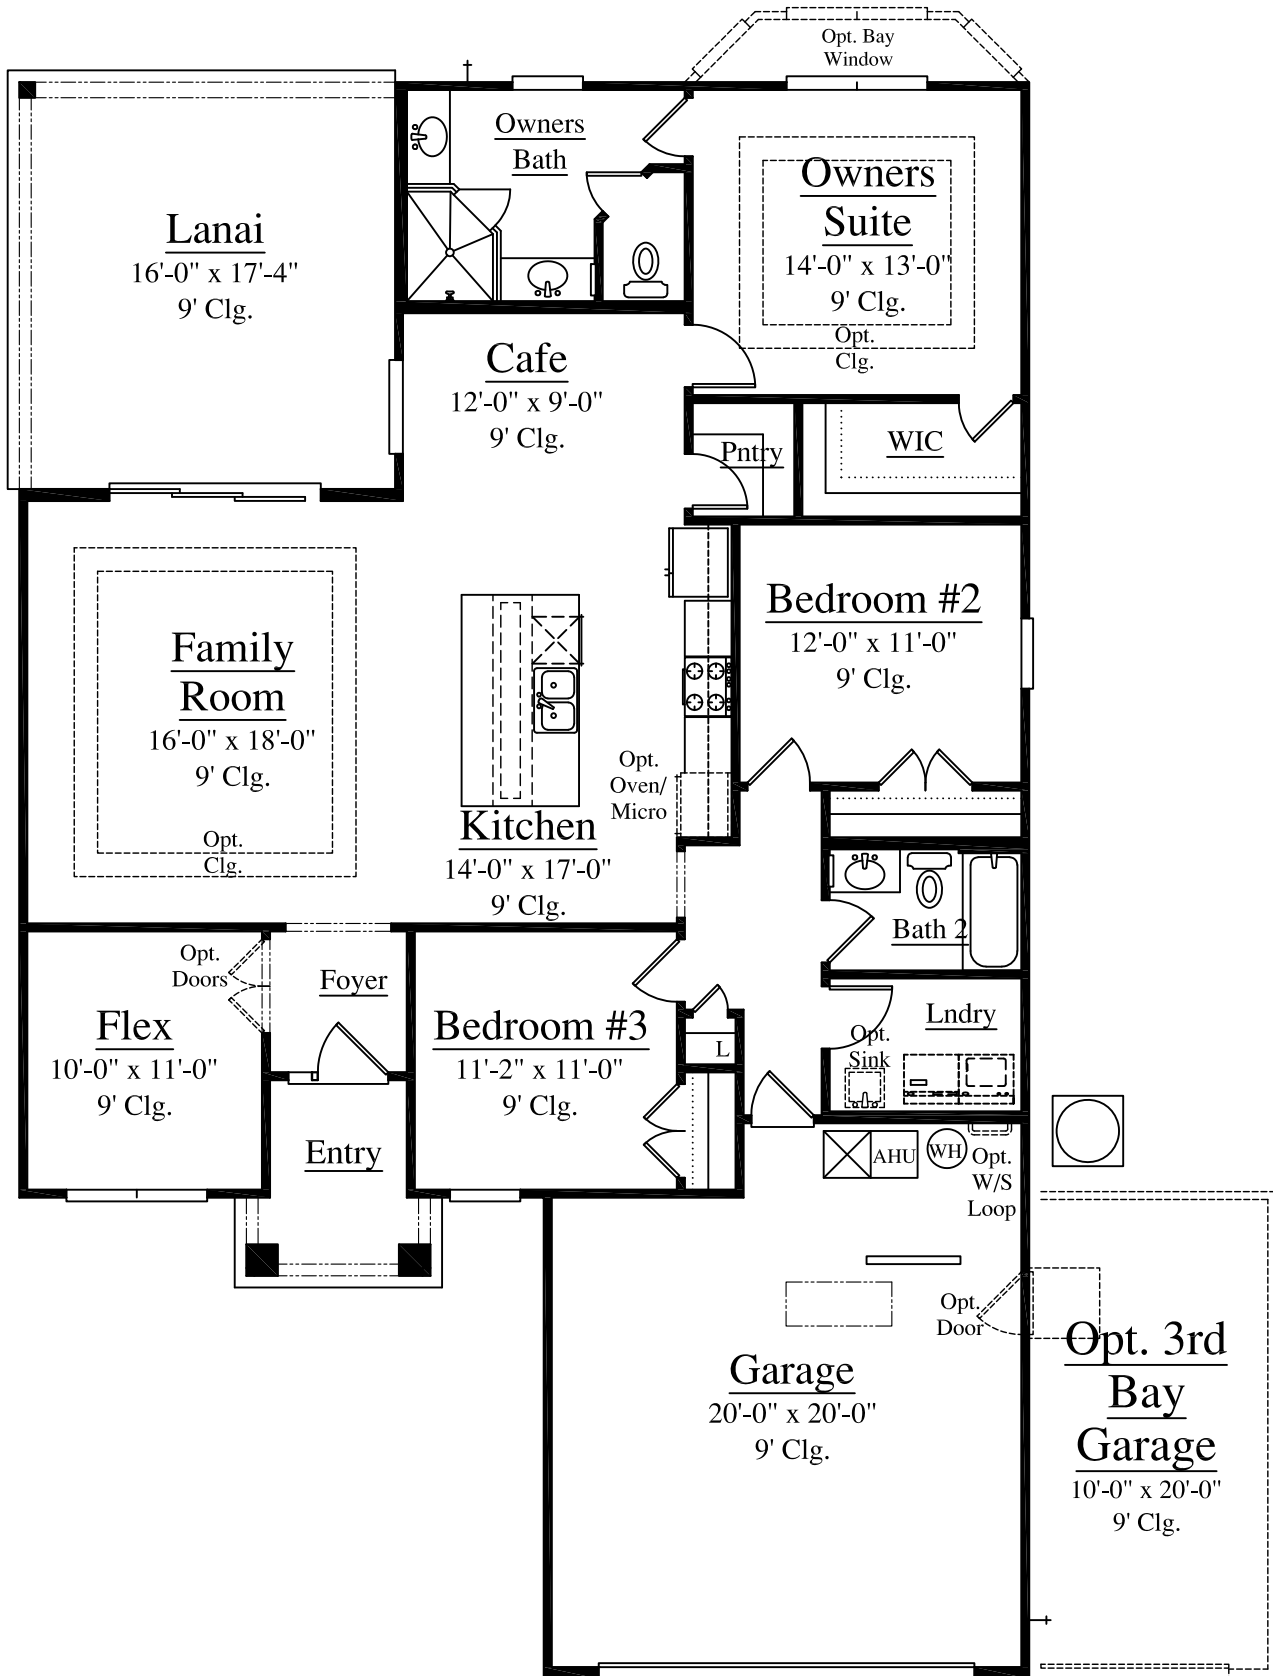 Opt. Bay
Window
Owners
Bath
Owners
Suite
14'-0" x 13'-0"
9' Clg.
Opt.
Clg.
Lanai
16'-0" x 17'-4"
9' Clg.
Cafe
12'-0" x 9'-0"
9' Clg.
Pntry
WIC
Bedroom #2
12'-0" x 11'-0"
9' Clg.
Family
Room
16'-0" x 18'-0"
9' Clg.
Opt.
Clg.
Opt.
Oven/
Micro
Kitchen
14'-0" x 17'-0"
9' Clg.
Bath 2
Opt.
Doors
Foyer
Flex
10'-0" x 11'-0"
9' Clg.
Bedroom #3
11'-2" x 11'-0"
9' Clg.
L
Lndry
Opt.
Sink
Entry
AHU
WH
Opt.
W/S
Loop
Opt.
Door
Garage
20'-0" x 20'-0"
9' Clg.
Opt. 3rd
Bay
Garage
10'-0" x 20'-0"
9' Clg.